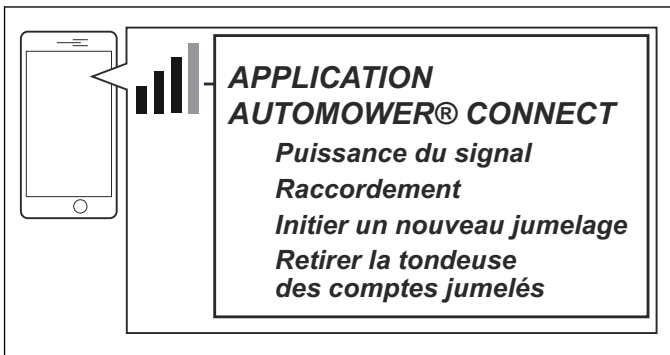 APPLICATION
AUTOMOWER® CONNECT
Puissance du signal
Raccordement
Initier un nouveau jumelage
Retirer la tondeuse
des comptes jumelés